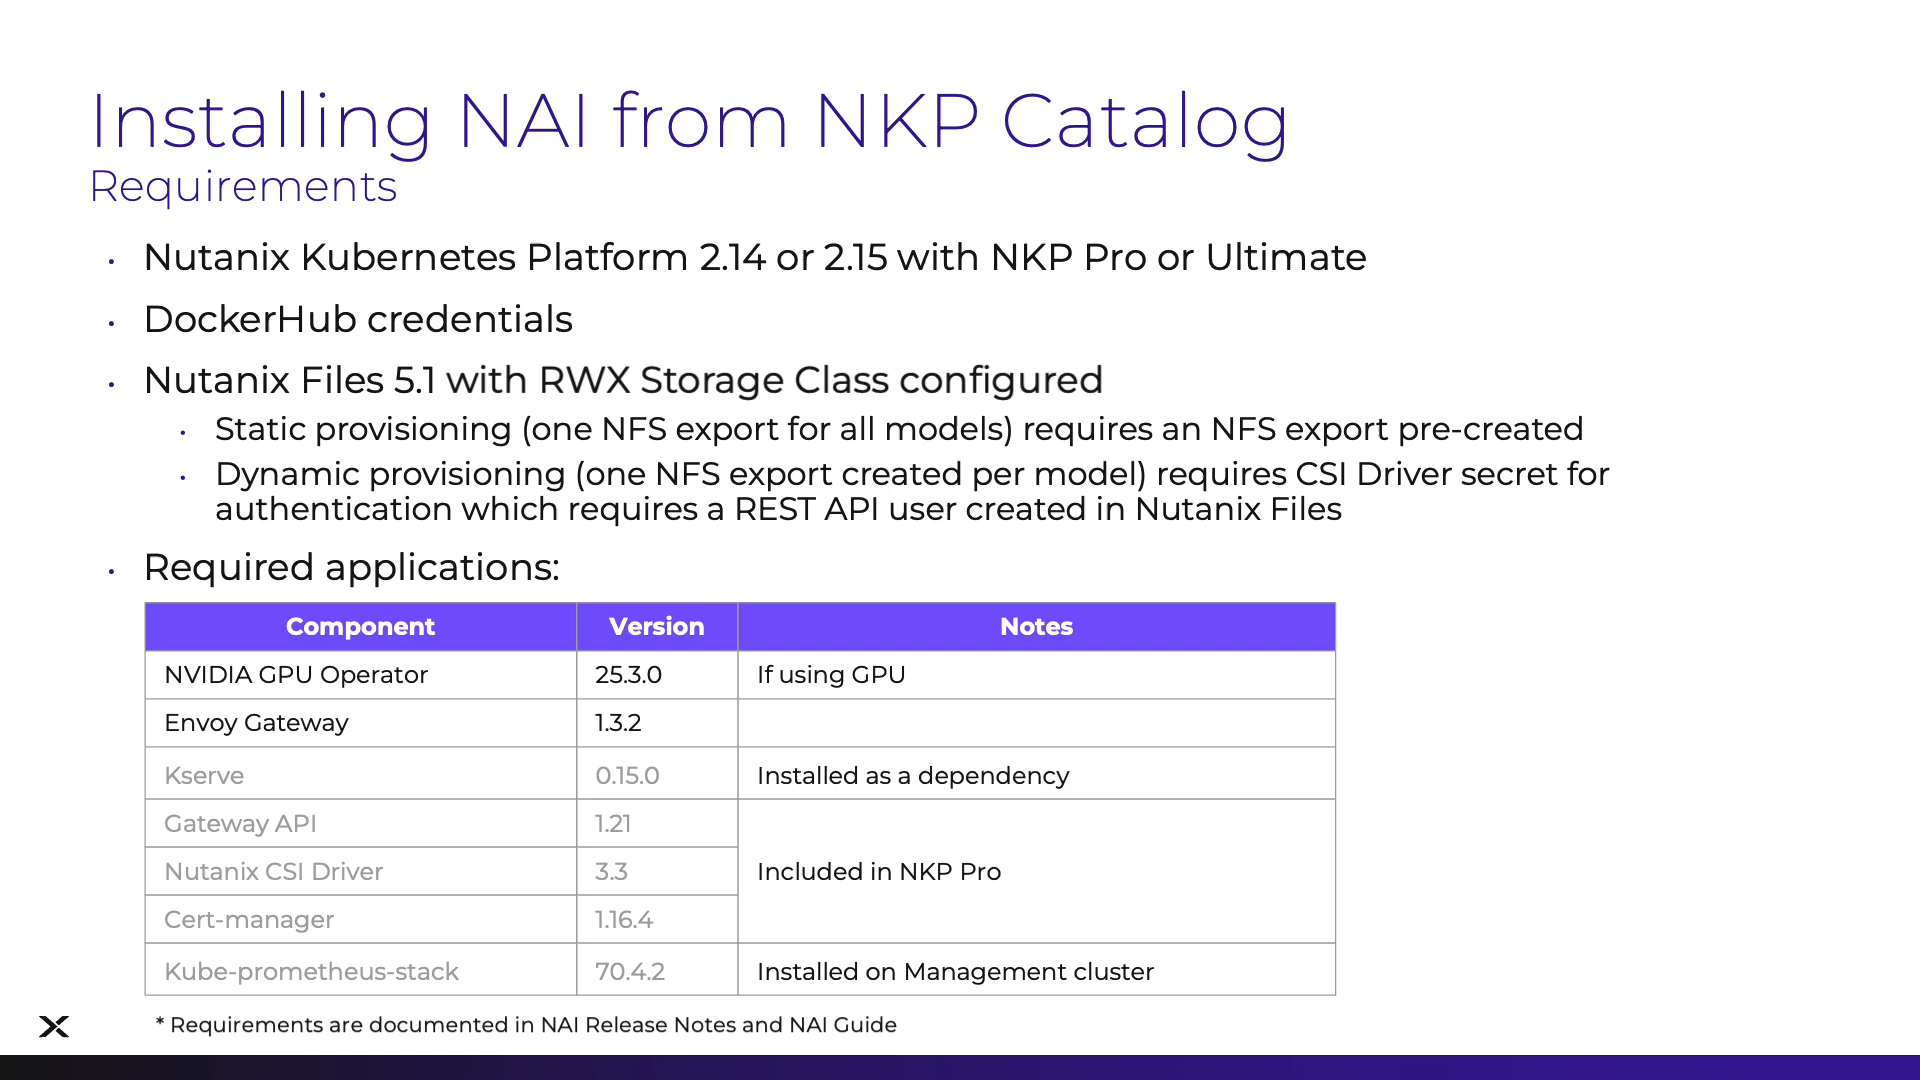 Installing NAI from NKP Catalog
Requirements
• Nutanix Kubernetes Platform 2.14 or 2.15 with NKP Pro or Ultimate
• DockerHub credentials
• Nutanix Files 5.1 with RWX Storage Class configured
• Static provisioning (one NFS export for all models) requires an NFS export pre-created
• Dynamic provisioning (one NFS export created per model) requires CSI Driver secret for
authentication which requires a REST API user created in Nutanix Files
• Required applications:
Component Version Notes
NVIDIA GPU Operator 25.3.0 If using GPU
Envoy Gateway 1.3.2
Kserve 0.15.0 Installed as a dependency
Gateway API 1.21
Nutanix CSI Driver 3.3 Included in NKP Pro
Cert-manager 1.16.4
Kube-prometheus-stack 70.4.2 Installed on Management cluster
* Requirements are documented in NAI Release Notes and NAI Guide